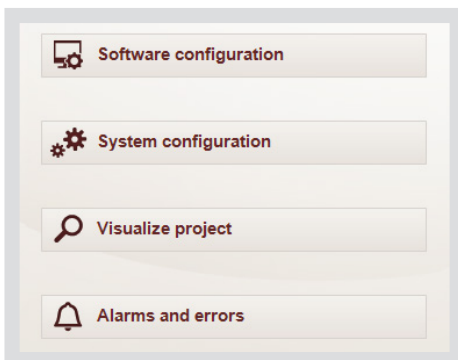 Software configuration
System configuration
Visualize project
Alarms and errors